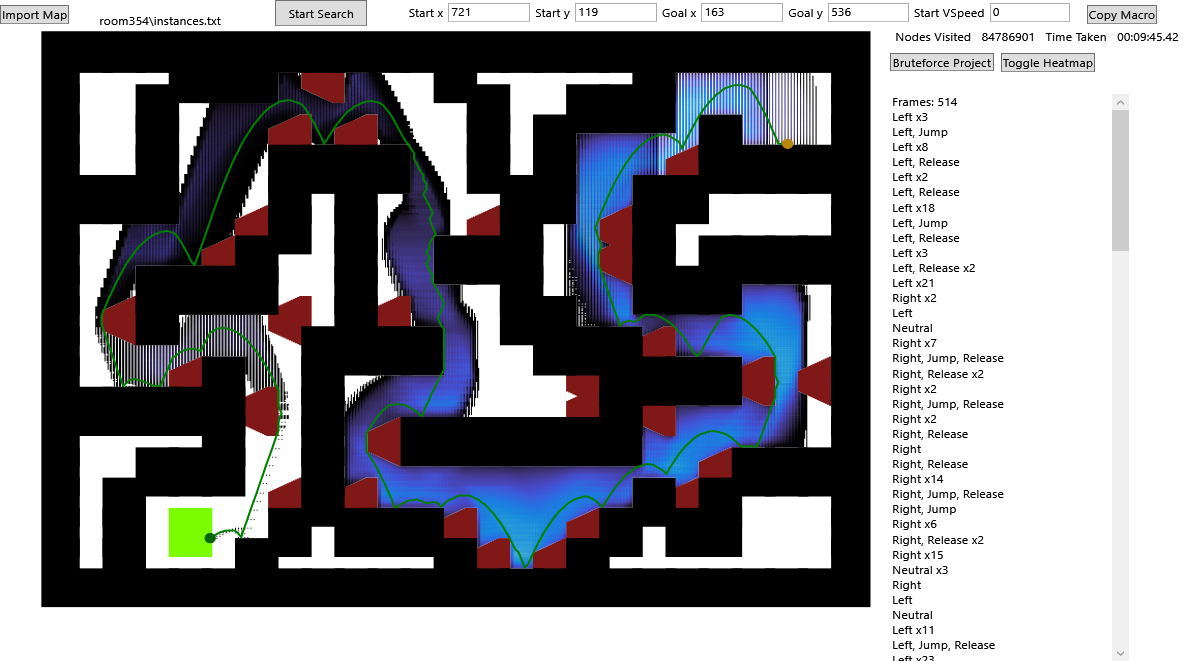 Import Map
room354\instances.txt
Start Search
Start x 721 Start y 119 Goal x 163 Goal y 536 Start VSpeed 0
Copy Macro
Nodes Visited 84786901 Time Taken 00:09:45.42
Bruteforce Project Toggle Heatmap
Frames: 514
Left x3
Left, Jump
Left x8
Left, Release
Left x2
Left, Release
Left x18
Left, Jump
Left, Release
Left x3
Left, Release x2
Left x21
Right x2
Left
Neutral
Right x7
Right, Jump, Release
Right, Release x2
Right x2
Right, Jump, Release
Right x2
Right, Release
Right
Right, Release
Right x14
Right, Jump, Release
Right, Jump
Right x6
Right, Release x2
Right x15
Neutral x3
Right
Left
Neutral
Left x11
Left, Jump, Release
Left x23